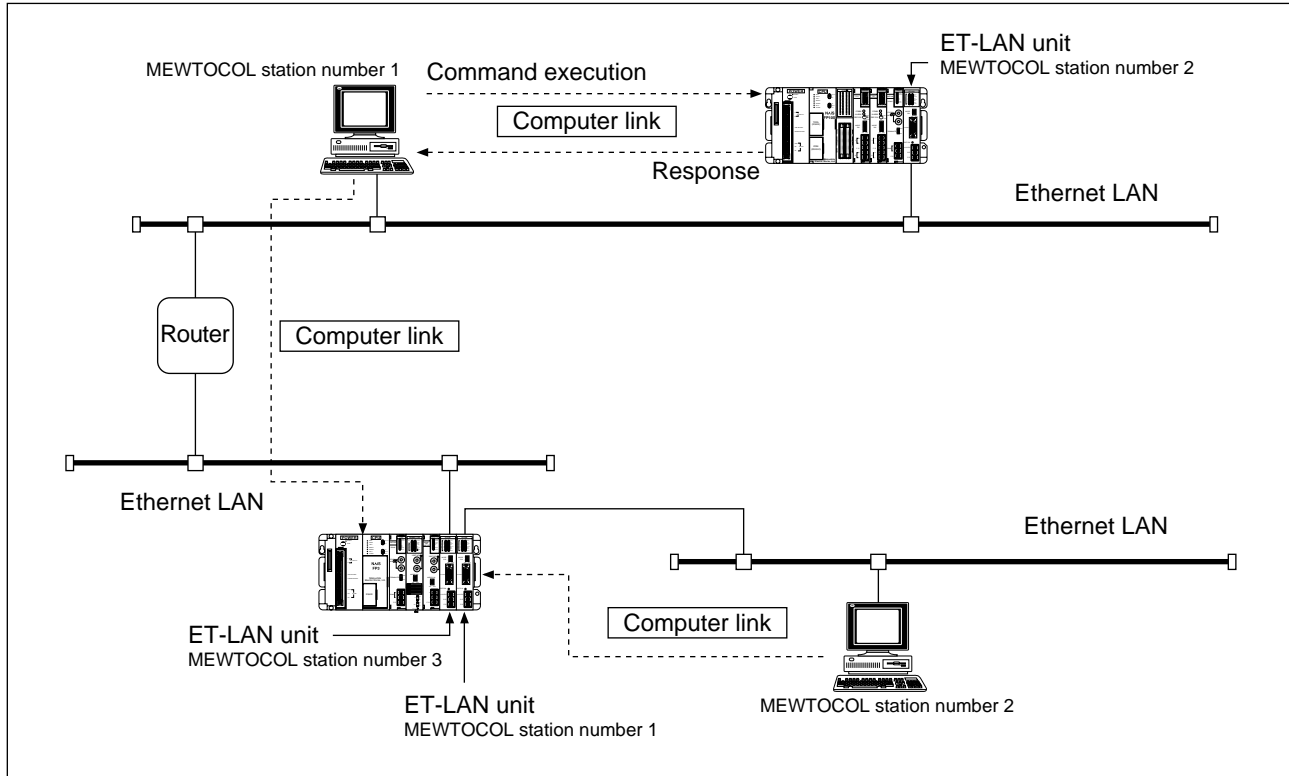 ET-LAN unit
MEWTOCOL station number 2
MEWTOCOL station number 1
Command execution
Computer link
Response
Ethernet LAN
Router
Computer link
Ethernet LAN
Ethernet LAN
Computer link
ET-LAN unit
MEWTOCOL station number 3
ET-LAN unit
MEWTOCOL station number 1
MEWTOCOL station number 2